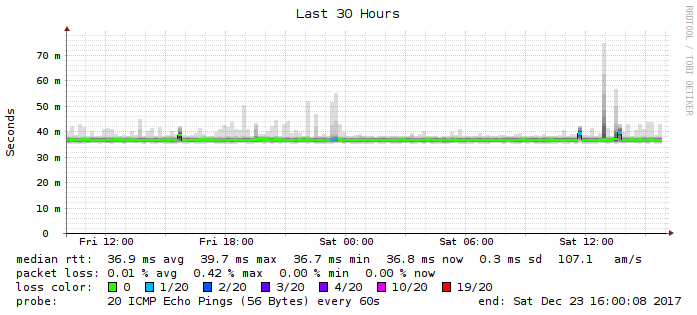 Last 30 Hours
RRDTOOL / TOBI OETIKER
Seconds
70 m
60 m
50 m
40 m
30 m
20 m
10 m
0
Fri 12:00 Fri 18:00 Sat 00:00 Sat 06:00 Sat 12:00
median rtt: 36.9 ms avg 39.7 ms max 36.7 ms min 36.8 ms now 0.3 ms sd 107.1 am/s
packet loss: 0.01 % avg 0.42 % max 0.00 % min 0.00 % now
loss color: 0 1/20 2/20 3/20 4/20 10/20 19/20
probe: 20 ICMP Echo Pings (56 Bytes) every 60s end: Sat Dec 23 16:00:08 2017